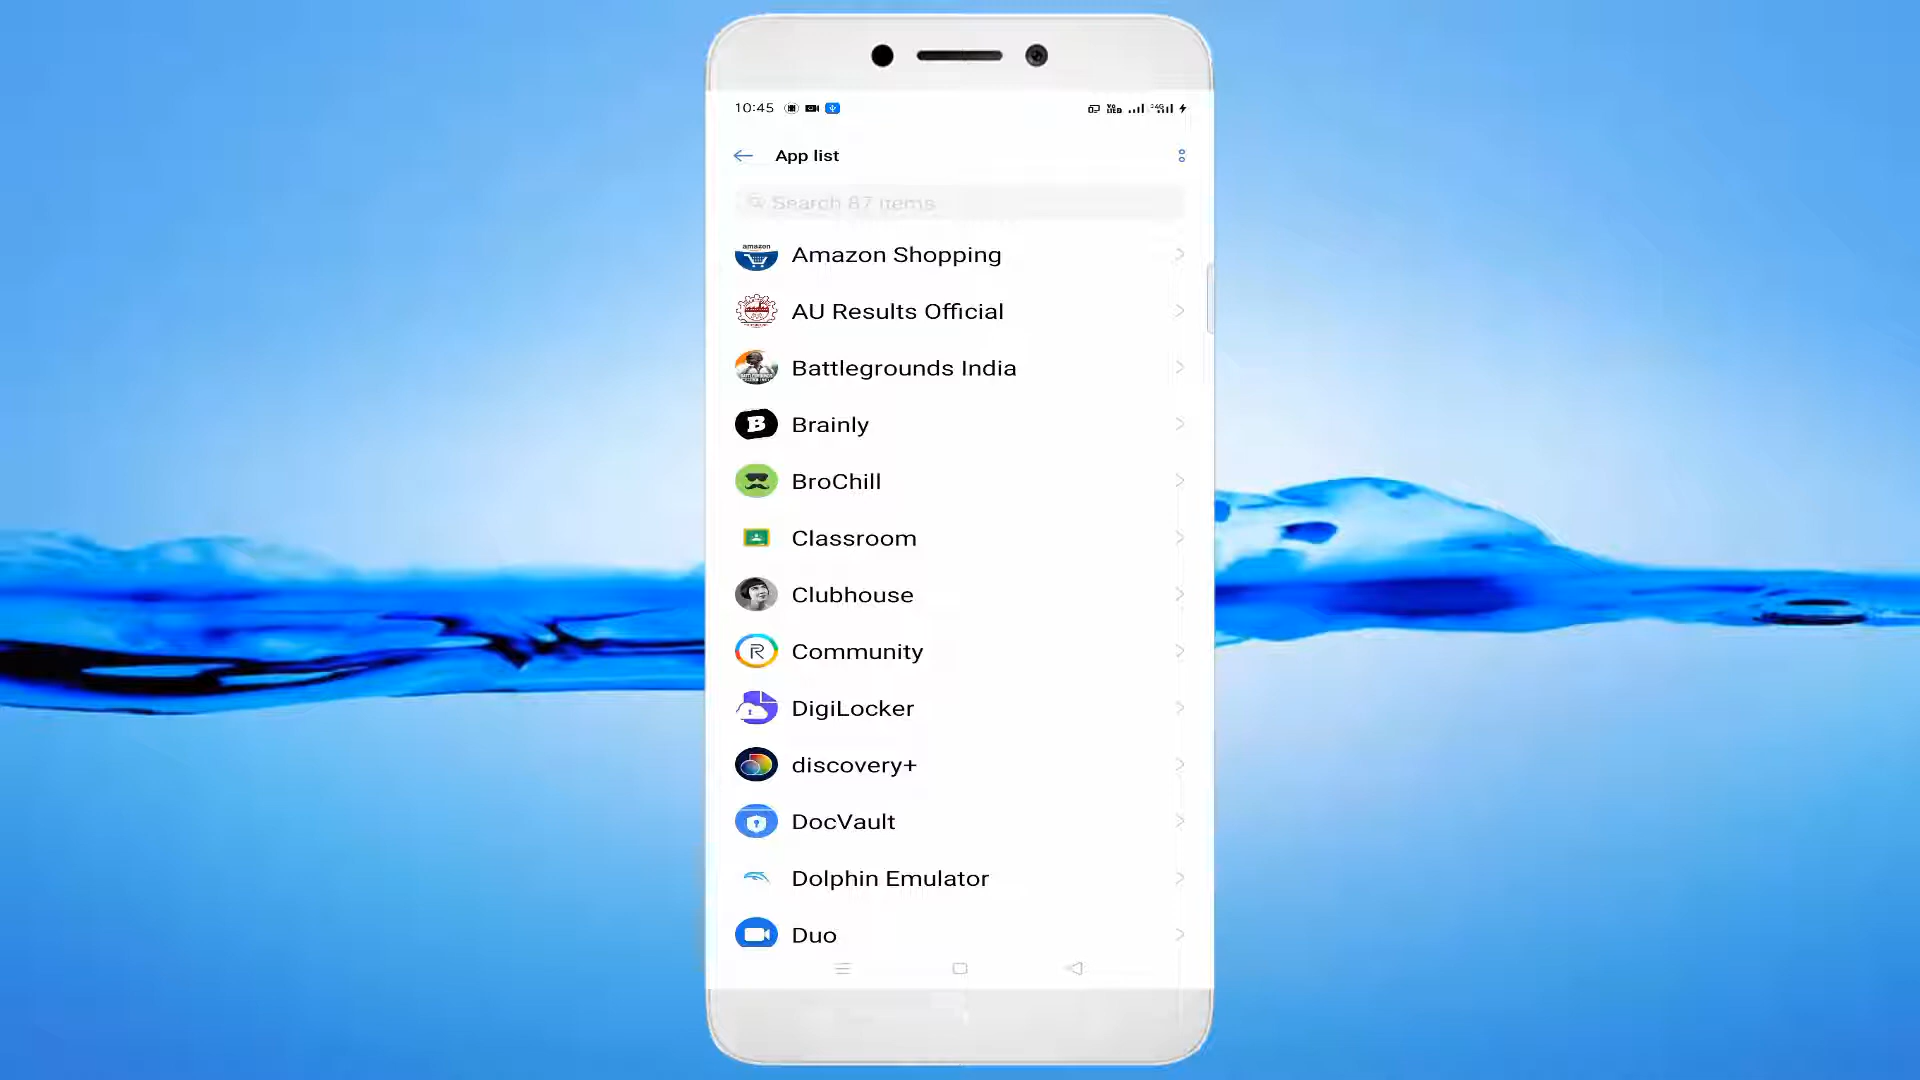 10:45
App list
Search 87 items
amazon
Amazon Shopping
AU Results Official
Battlegrounds India
B
Brainly
BroChill
Classroom
Clubhouse
R
Community
DigiLocker
discovery+
DocVault
Dolphin Emulator
Duo